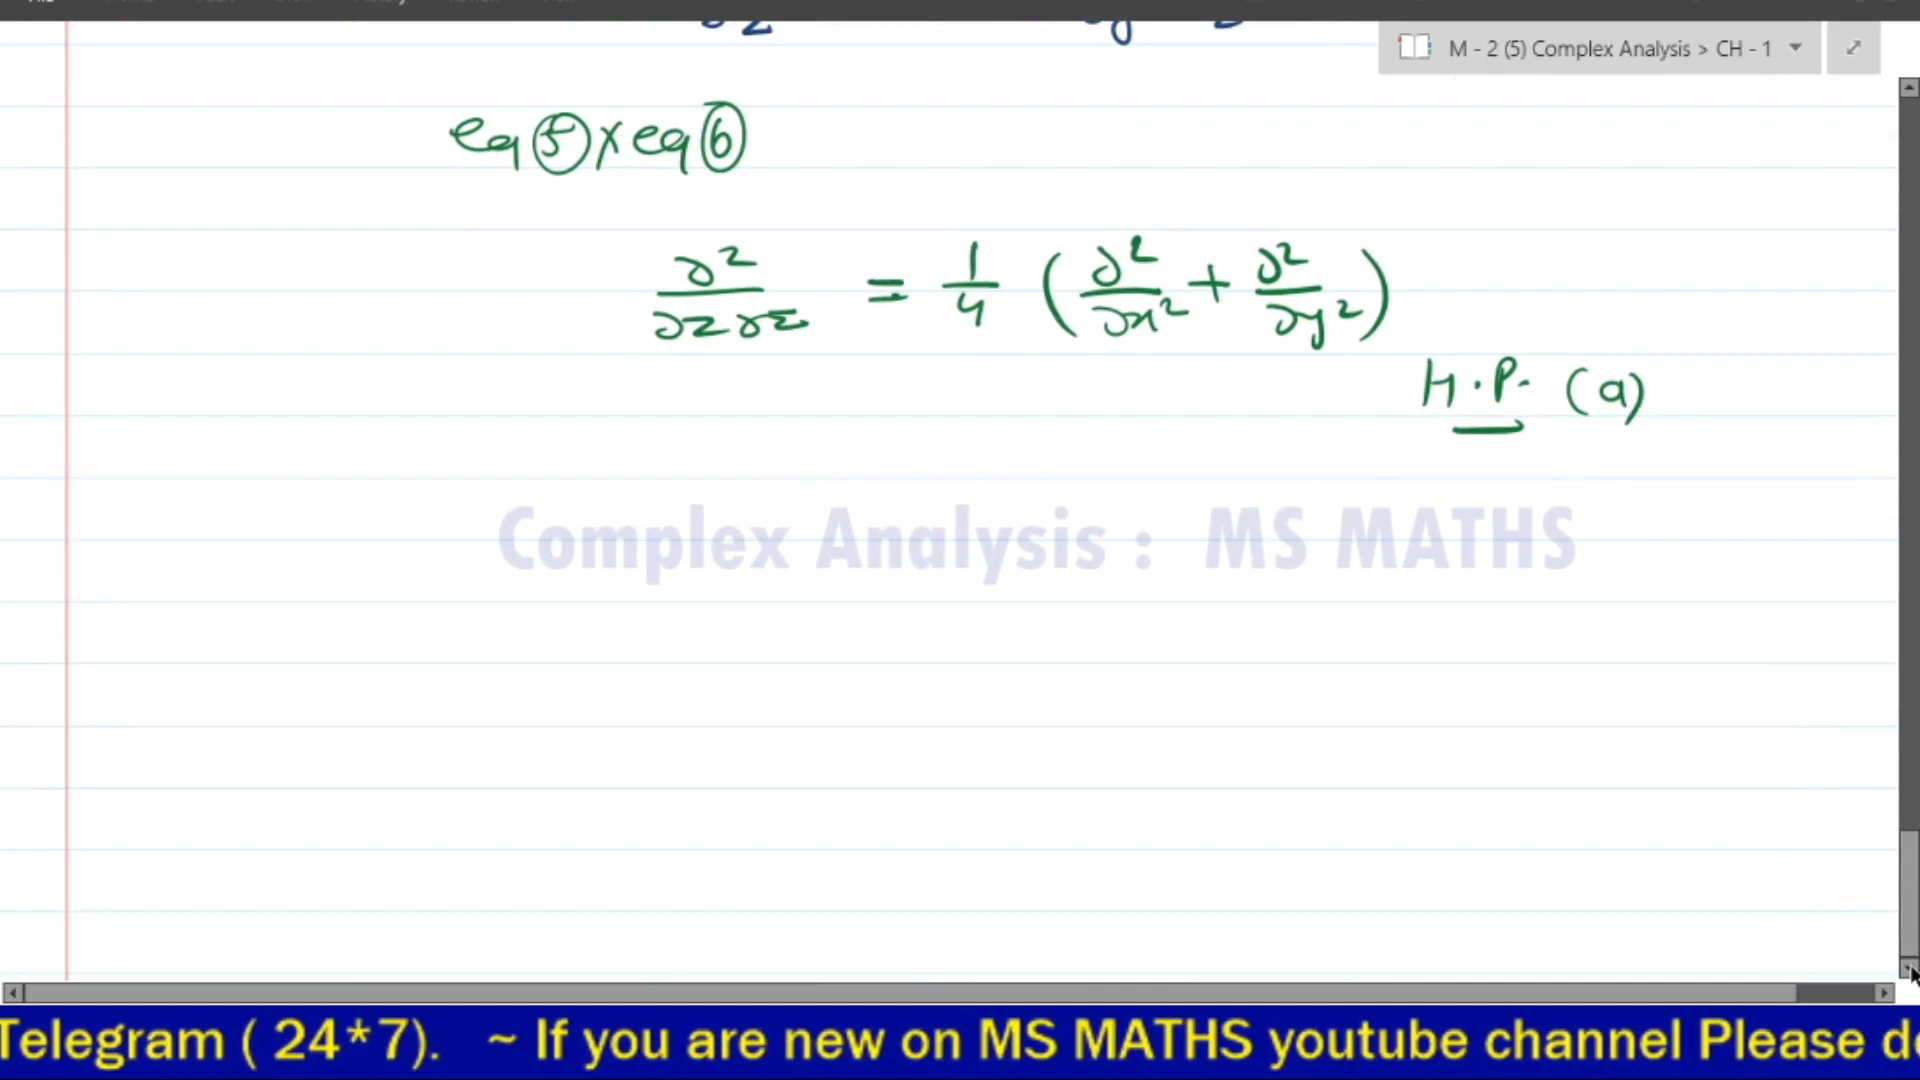 M - 2 (5) Complex Analysis > CH - 1
eq ⑤ x eq ⑥
∂²/∂z∂z̄ = 1/4 (∂²/∂x² + ∂²/∂y²)
H.P. (a)
Complex Analysis : MS MATHS
Telegram ( 24*7). ~ If you are new on MS MATHS youtube channel Please